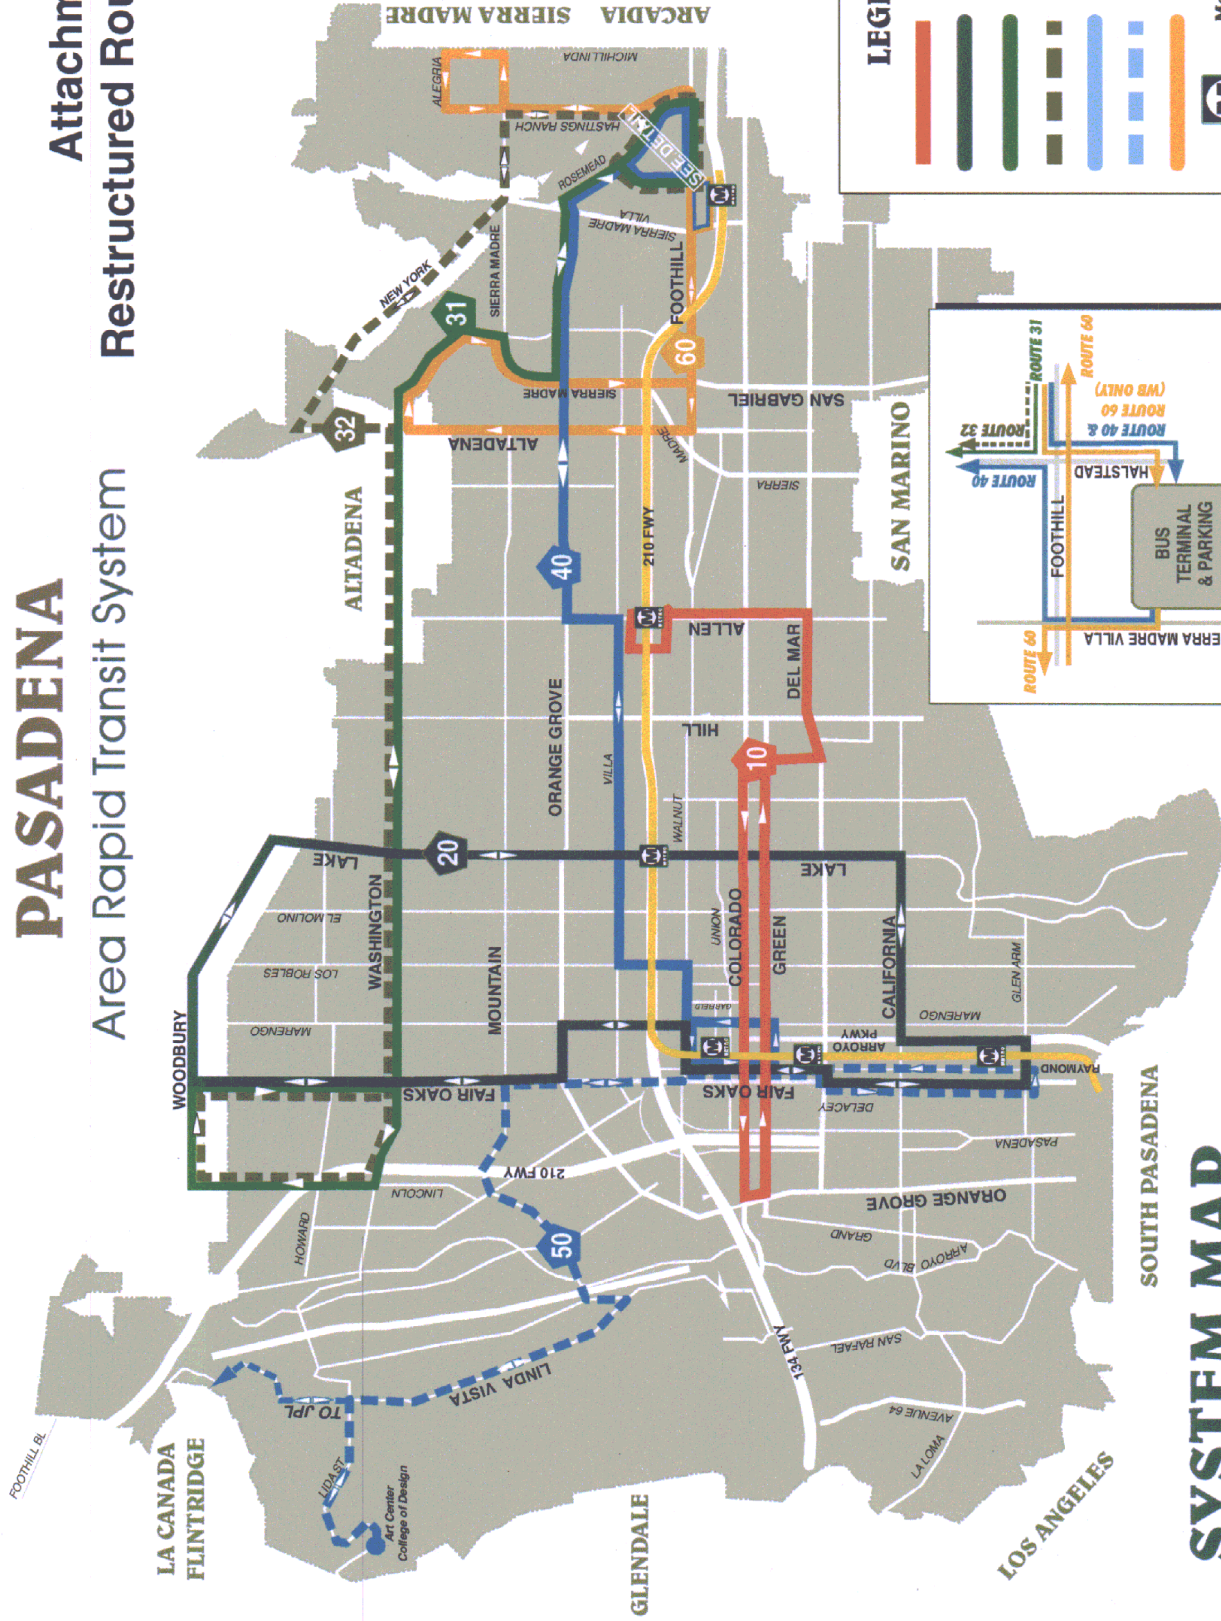 PASADENA
Area Rapid Transit System
Attachm
Restructured Rou
LEGE
SYSTEM MAP
FOOTHILL BL
LA CANADA
FLINTRIDGE
ALTADENA
SIERRA MADRE
ARCADIA
SAN MARINO
SOUTH PASADENA
LOS ANGELES
GLENDALE
WOODBURY
LAKE
EL MOLINO
LOS ROBLES
MARENGO
WASHINGTON
MOUNTAIN
FAIR OAKS
LINCOLN
HOWARD
210 FWY
TO JPL
LIDA ST
Art Center
College of Design
LINDA VISTA
50
20
32
31
40
60
10
NEW YORK
SIERRA MADRE
ALEGRIA
MICHILLINDA
HASTINGS RANCH
ROSEMEAD
SEE DETAIL
SIERRA MADRE
VILLA
FOOTHILL
SIERRA MADRE
ALTADENA
SAN GABRIEL
SIERRA
MADRE
210 FWY
ORANGE GROVE
VILLA
ALLEN
DEL MAR
HILL
WALNUT
UNION
COLORADO
GREEN
LAKE
CALIFORNIA
GLEN ARM
MARENGO
ARROYO
PKWY
RAYMOND
FAIR OAKS
DELACEY
PASADENA
ORANGE GROVE
GRAND
ARROYO BLVD
SAN RAFAEL
AVENUE 64
LA LOMA
134 FWY
M
M
M
M
M
M
ROUTE 31
ROUTE 60
ROUTE 32
ROUTE 40
ROUTE 40 &
ROUTE 60
(WB ONLY)
HALSTEAD
FOOTHILL
BUS
TERMINAL
& PARKING
ROUTE 60
ERRA MADRE VILLA